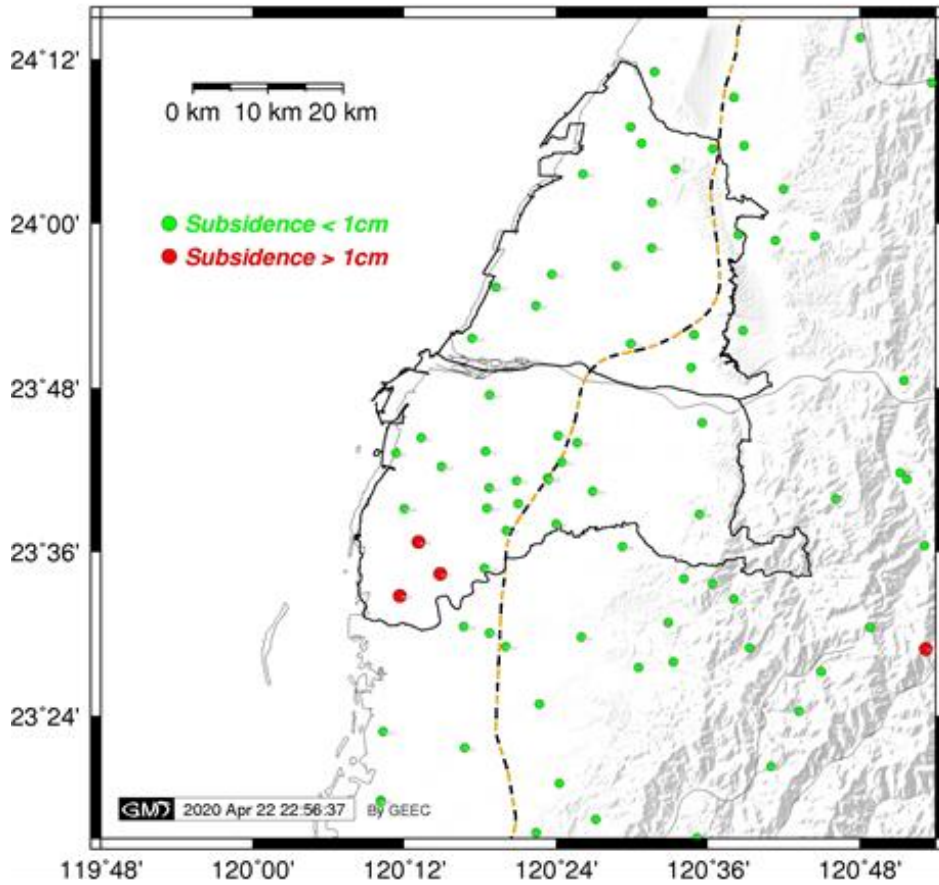 24°12'
0 km 10 km 20 km
24°00'
Subsidence < 1cm
Subsidence > 1cm
23°48'
23°36'
23°24'
GMD 2020 Apr 22 22:56:37 By GEEC
119°48' 120°00' 120°12' 120°24' 120°36' 120°48'